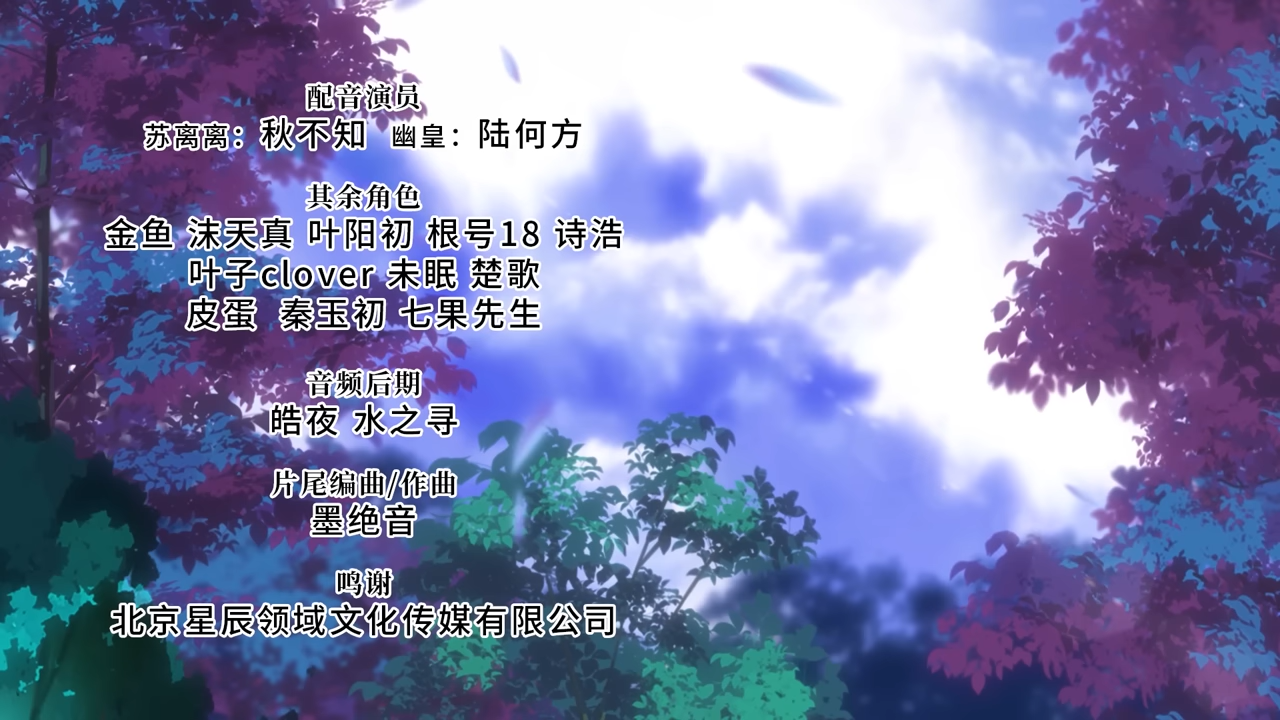 配音演员
苏离离：秋不知 幽皇：陆何方
其余角色
金鱼 沫天真 叶阳初 根号18 诗浩
叶子clover 未眠 楚歌
皮蛋 秦玉初 七果先生
音频后期
皓夜 水之寻
片尾编曲/作曲
墨绝音
鸣谢
北京星辰领域文化传媒有限公司